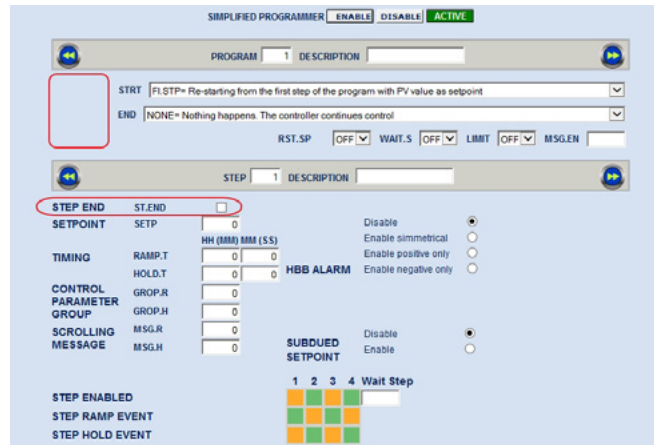 SIMPLIFIED PROGRAMMER ENABLE DISABLE ACTIVE
PROGRAM 1 DESCRIPTION
STRT FI.STP= Re-starting from the first step of the program with PV value as setpoint
END NONE= Nothing happens. The controller continues control
RST.SP OFF WAIT.S OFF LIMIT OFF MSG.EN
STEP 1 DESCRIPTION
STEP END ST.END
SETPOINT SETP 0 Disable
HH (MM) MM (SS) Enable simmetrical
TIMING RAMP.T 0 0 Enable positive only
HOLD.T 0 0 HBB ALARM Enable negative only
CONTROL PARAMETER GROUP GROP.R 0
GROP.H 0
SCROLLING MESSAGE MSG.R 0 Disable
MSG.H 0 SUBDUED SETPOINT Enable
1 2 3 4 Wait Step
STEP ENABLED
STEP RAMP EVENT
STEP HOLD EVENT